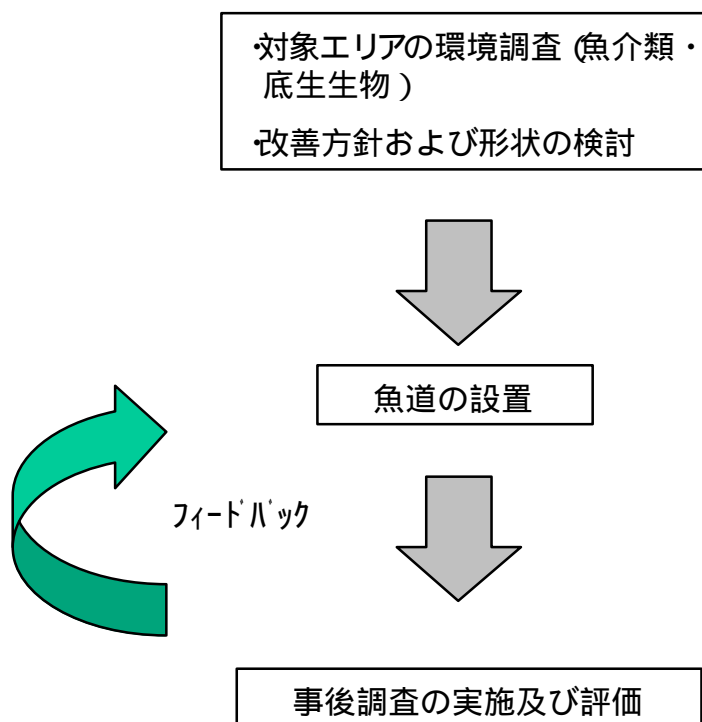 ・対象エリアの環境調査(魚介類・
底生生物)
・改善方針および形状の検討
魚道の設置
フィードバック
事後調査の実施及び評価